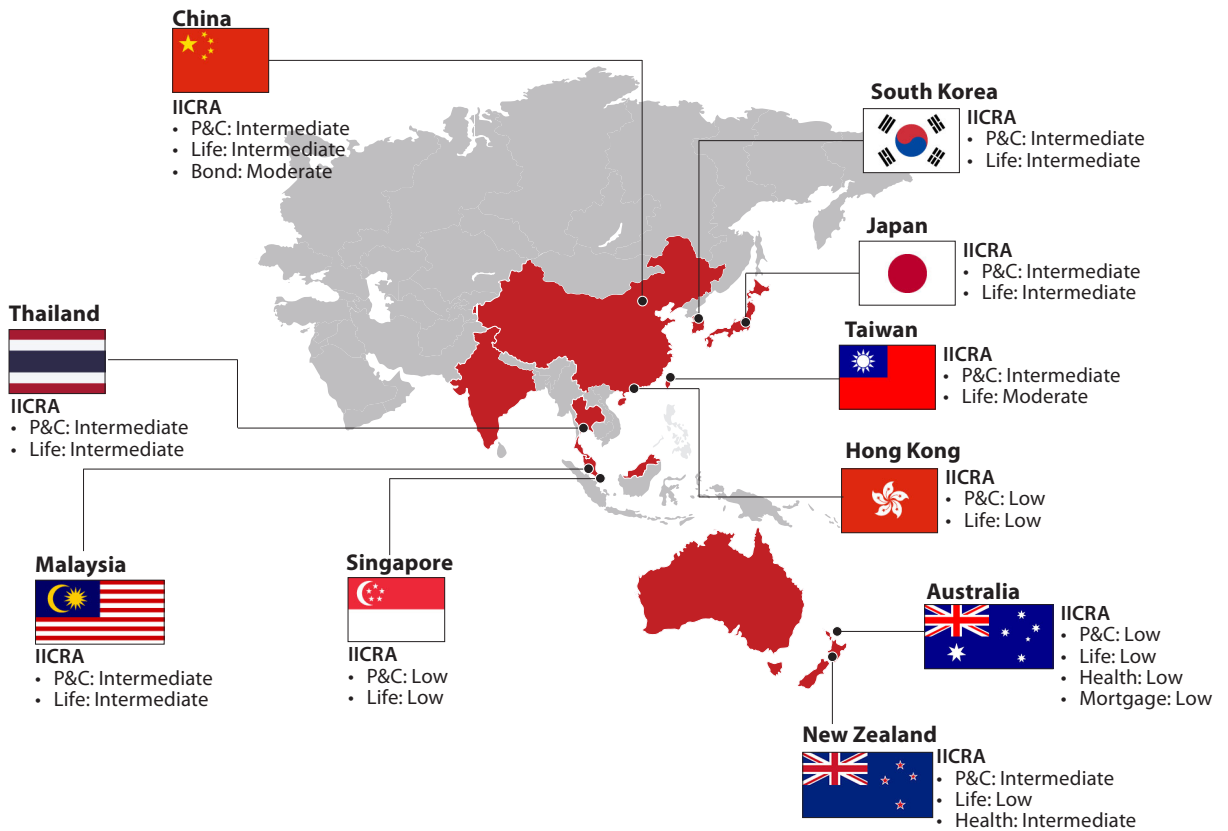 China
IICRA
• P&C: Intermediate
• Life: Intermediate
• Bond: Moderate
South Korea
IICRA
• P&C: Intermediate
• Life: Intermediate
Japan
IICRA
• P&C: Intermediate
• Life: Intermediate
Thailand
IICRA
• P&C: Intermediate
• Life: Intermediate
Taiwan
IICRA
• P&C: Intermediate
• Life: Moderate
Hong Kong
IICRA
• P&C: Low
• Life: Low
Malaysia
IICRA
• P&C: Intermediate
• Life: Intermediate
Singapore
IICRA
• P&C: Low
• Life: Low
Australia
IICRA
• P&C: Low
• Life: Low
• Health: Low
• Mortgage: Low
New Zealand
IICRA
• P&C: Intermediate
• Life: Low
• Health: Intermediate